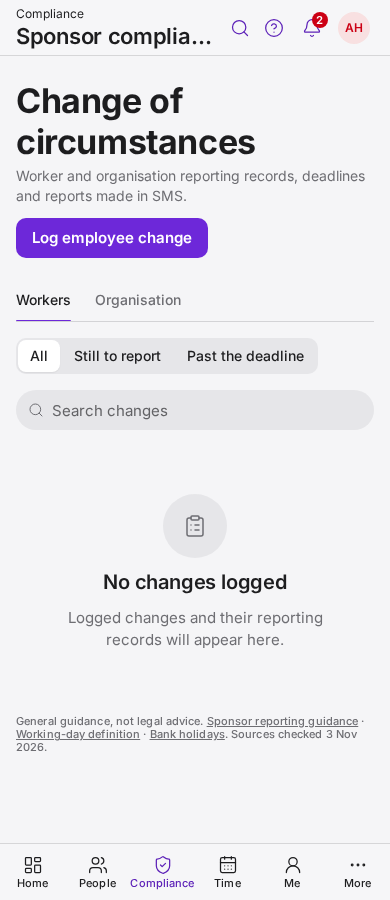 Compliance
Sponsor complia...
2
AH
Change of
circumstances
Worker and organisation reporting records, deadlines
and reports made in SMS.
Log employee change
Workers
Organisation
All
Still to report
Past the deadline
Search changes
No changes logged
Logged changes and their reporting
records will appear here.
General guidance, not legal advice. Sponsor reporting guidance ·
Working-day definition · Bank holidays. Sources checked 3 Nov
2026.
Home
People
Compliance
Time
Me
More